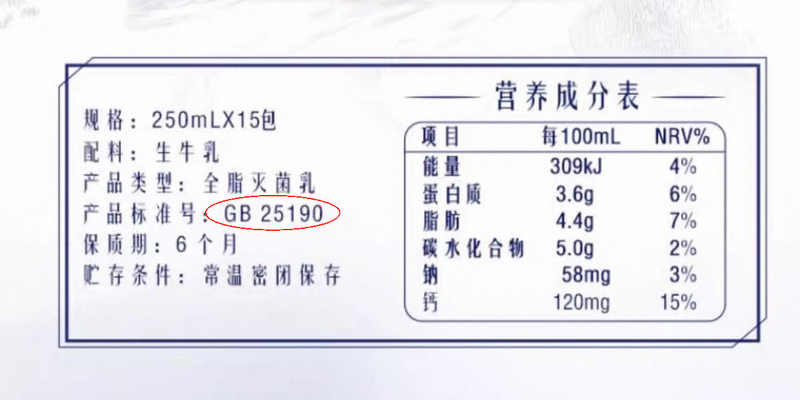 规格：250mLX15包
配料：生牛乳
产品类型：全脂灭菌乳
产品标准号：GB 25190
保质期：6个月
贮存条件：常温密闭保存
营养成分表
项目 每100mL NRV%
能量 309kJ 4%
蛋白质 3.6g 6%
脂肪 4.4g 7%
碳水化合物 5.0g 2%
钠 58mg 3%
钙 120mg 15%